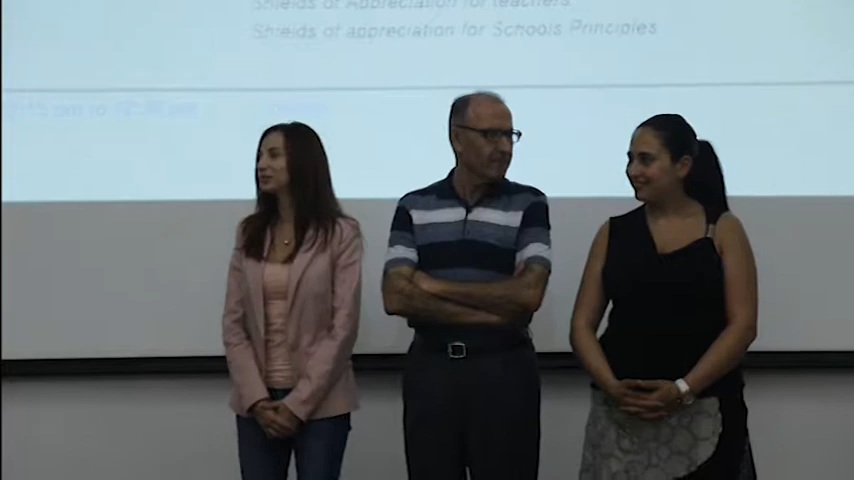 Shields of Appreciation for teachers
Shields of appreciation for Schools Principles